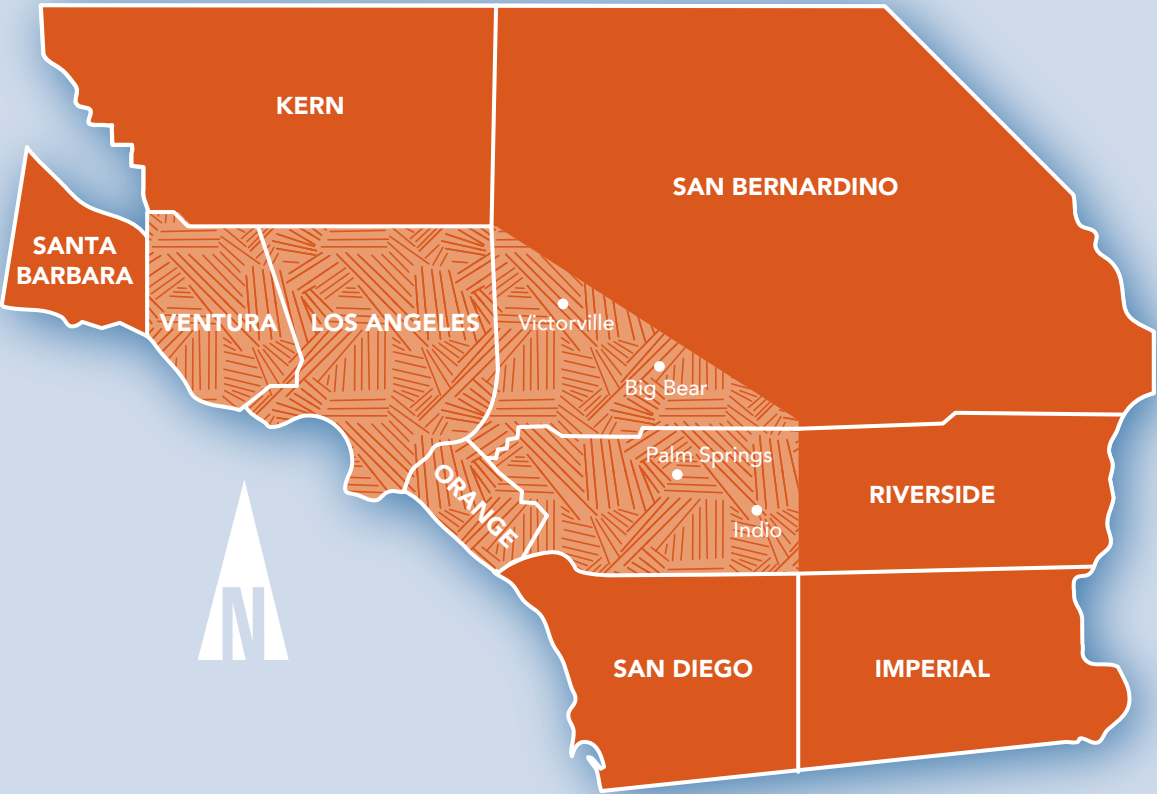 KERN
SAN BERNARDINO
SANTA
BARBARA
VENTURA
LOS ANGELES
Victorville
Big Bear
ORANGE
Palm Springs
Indio
RIVERSIDE
N
SAN DIEGO
IMPERIAL